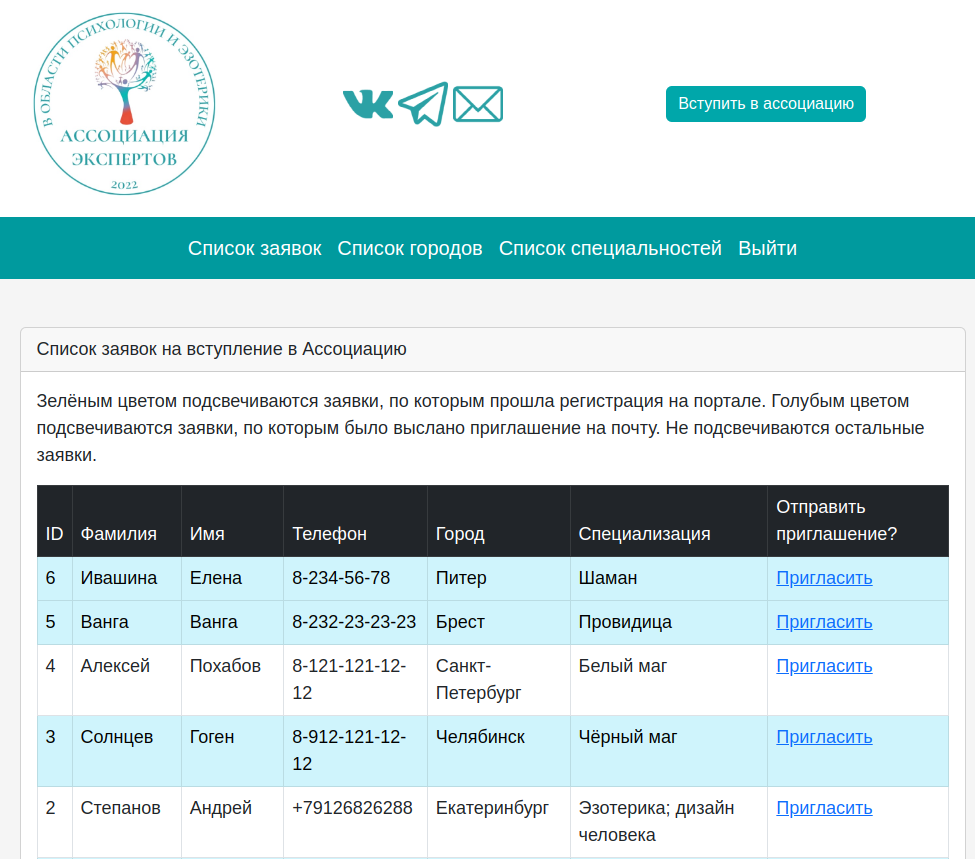 В ОБЛАСТИ ПСИХОЛОГИИ И ЭЗОТЕРИКИ
АССОЦИАЦИЯ
ЭКСПЕРТОВ
2022
Вступить в ассоциацию
Список заявок Список городов Список специальностей Выйти
Список заявок на вступление в Ассоциацию
Зелёным цветом подсвечиваются заявки, по которым прошла регистрация на портале. Голубым цветом
подсвечиваются заявки, по которым было выслано приглашение на почту. Не подсвечиваются остальные
заявки.
Отправить
ID Фамилия Имя Телефон Город Специализация приглашение?
6 Ивашина Елена 8-234-56-78 Питер Шаман Пригласить
5 Ванга Ванга 8-232-23-23-23 Брест Провидица Пригласить
4 Алексей Похабов 8-121-121-12- Санкт- Белый маг Пригласить
12 Петербург
3 Солнцев Гоген 8-912-121-12- Челябинск Чёрный маг Пригласить
12
2 Степанов Андрей +79126826288 Екатеринбург Эзотерика; дизайн Пригласить
человека